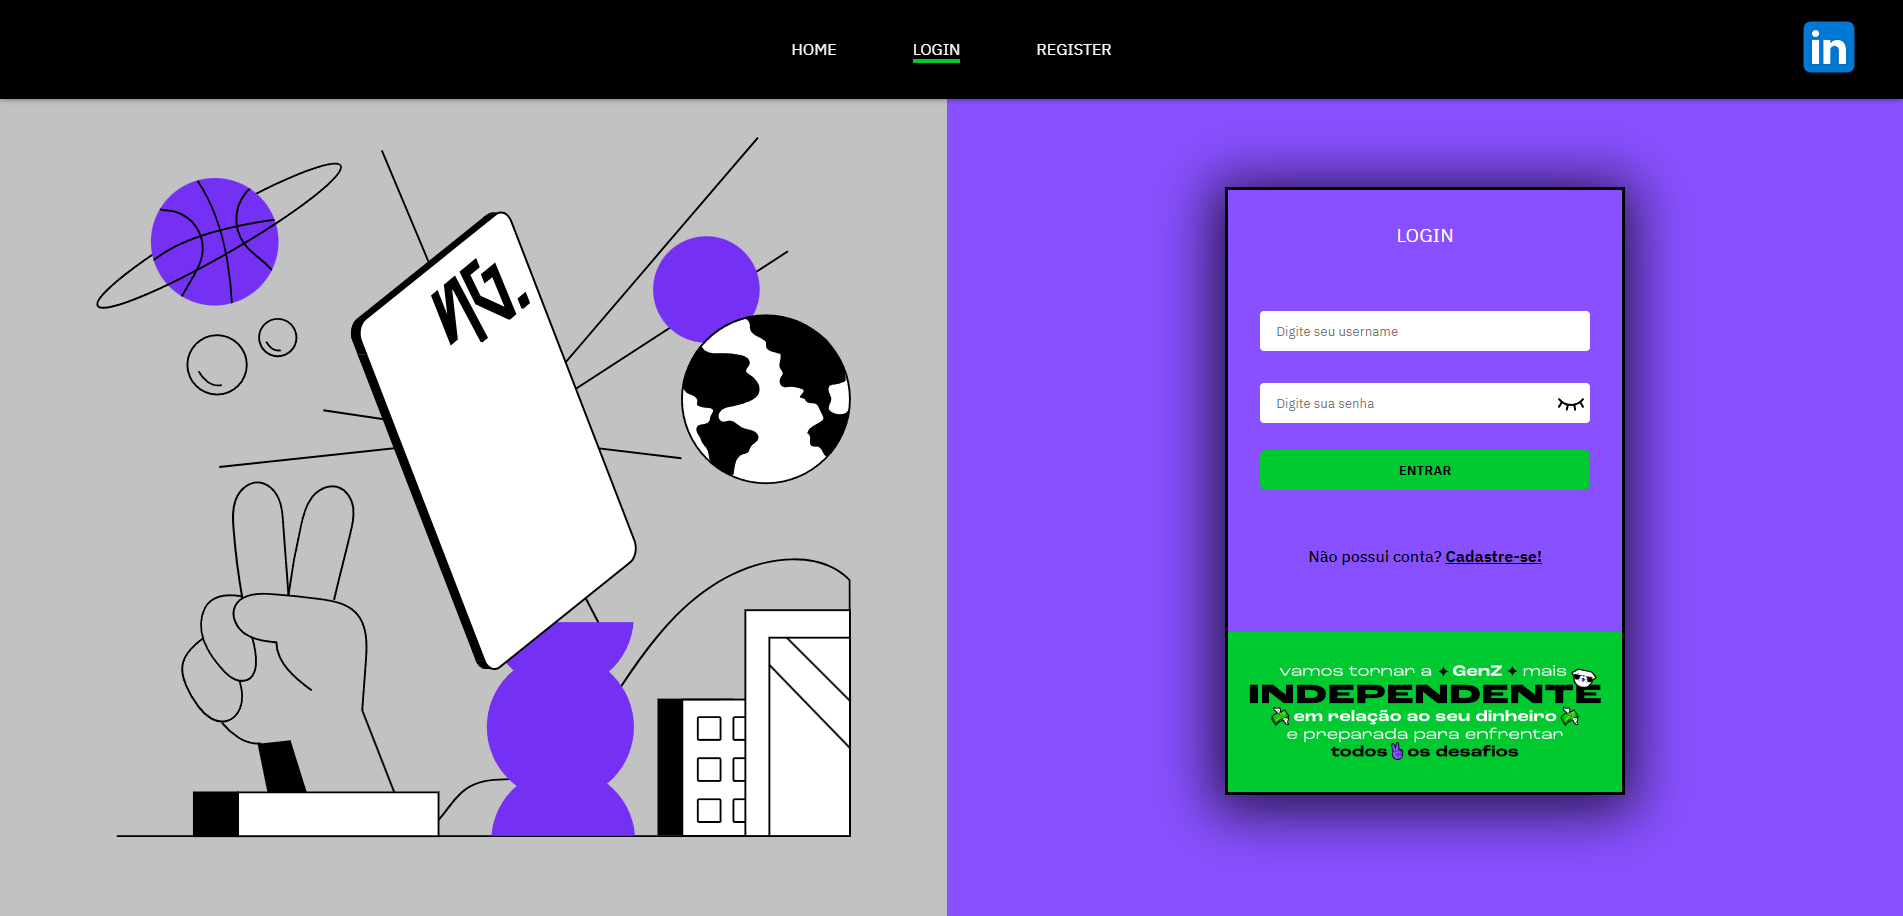 HOME LOGIN REGISTER
in
NG.
LOGIN
Digite seu username
Digite sua senha
ENTRAR
Não possui conta? Cadastre-se!
vamos tornar a ✦ GenZ ✦ mais
INDEPENDENTE
em relação ao seu dinheiro
e preparada para enfrentar
todos os desafios